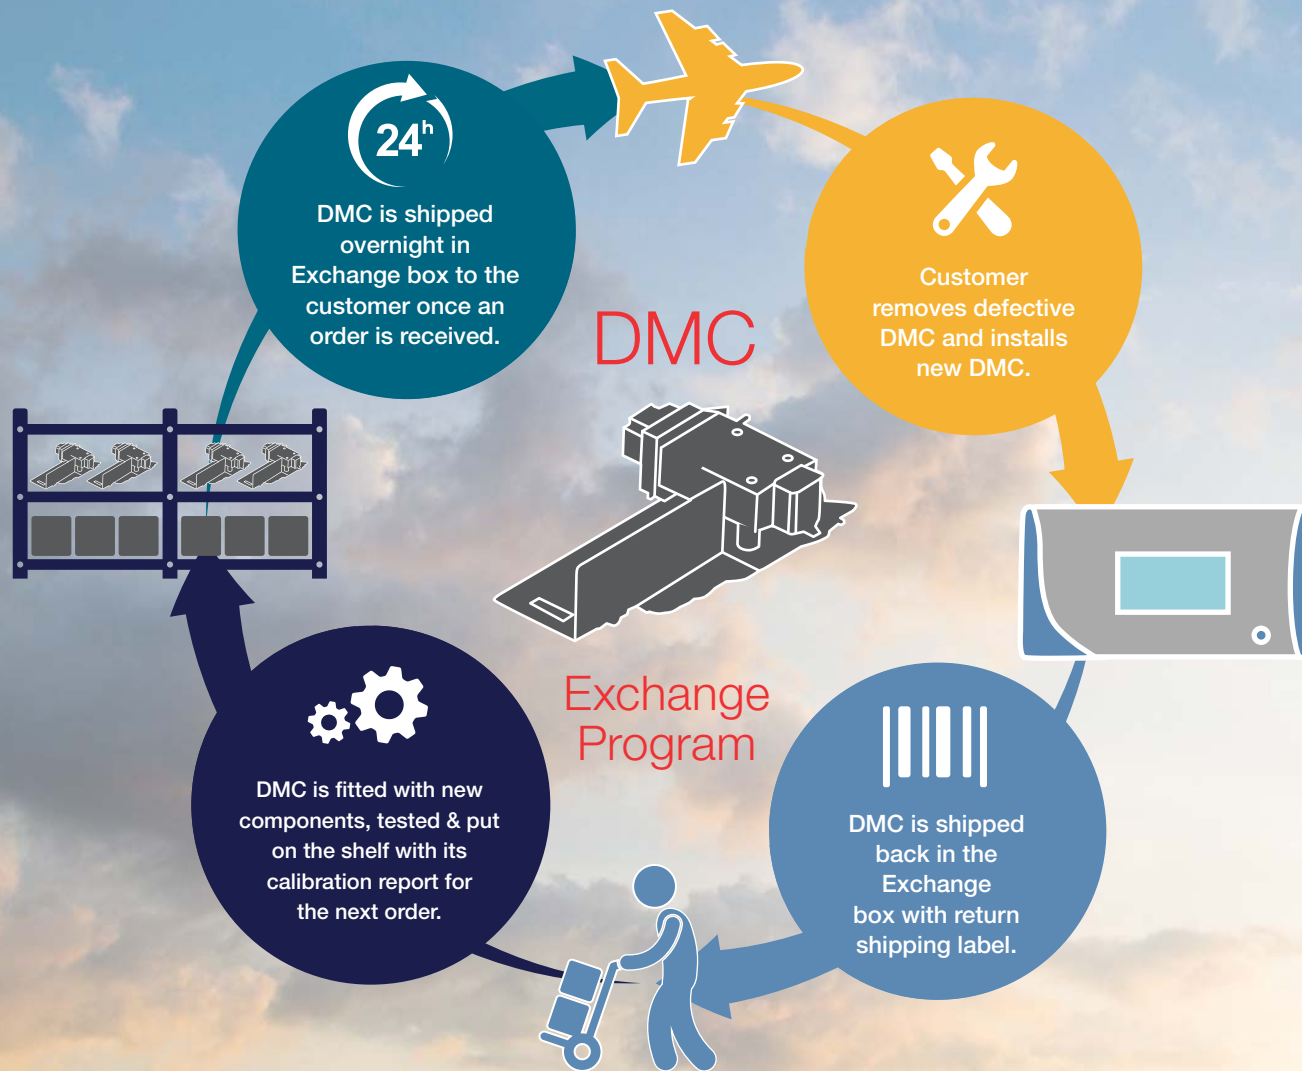 24h
DMC is shipped
overnight in
Exchange box to the
customer once an
order is received.
Customer
removes defective
DMC and installs
new DMC.
DMC
Exchange
Program
DMC is shipped
back in the
Exchange
box with return
shipping label.
DMC is fitted with new
components, tested & put
on the shelf with its
calibration report for
the next order.